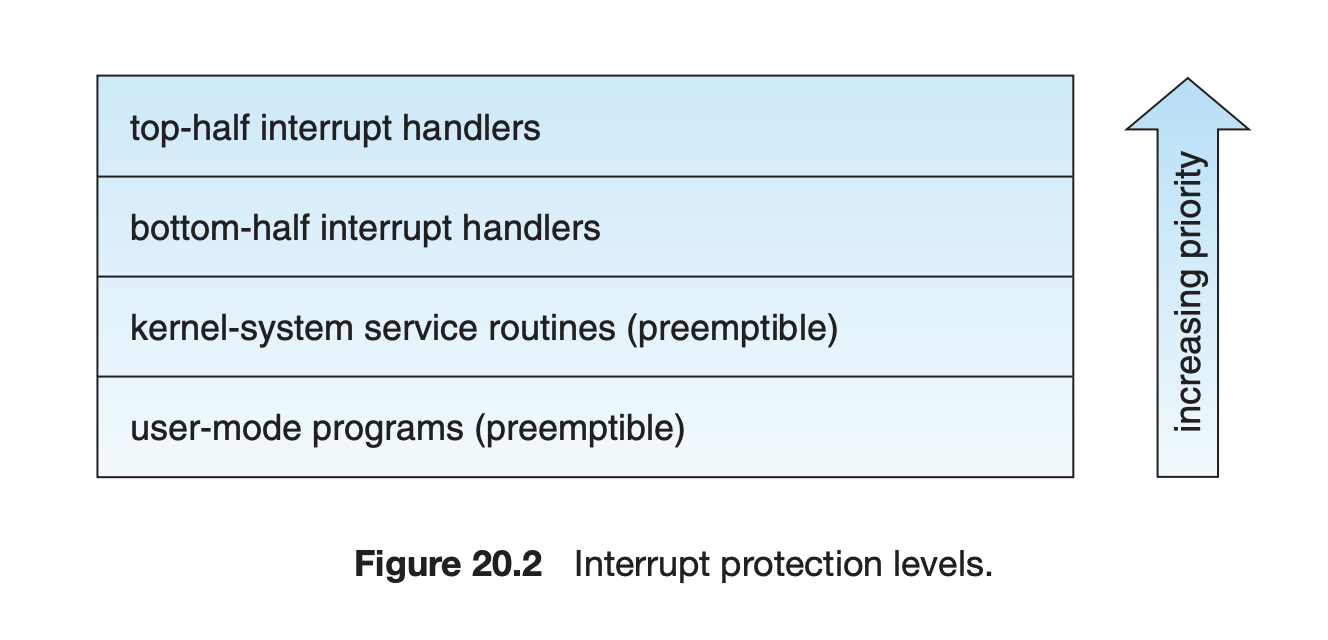 top-half interrupt handlers
bottom-half interrupt handlers
kernel-system service routines (preemptible)
user-mode programs (preemptible)
increasing priority
Figure 20.2 Interrupt protection levels.